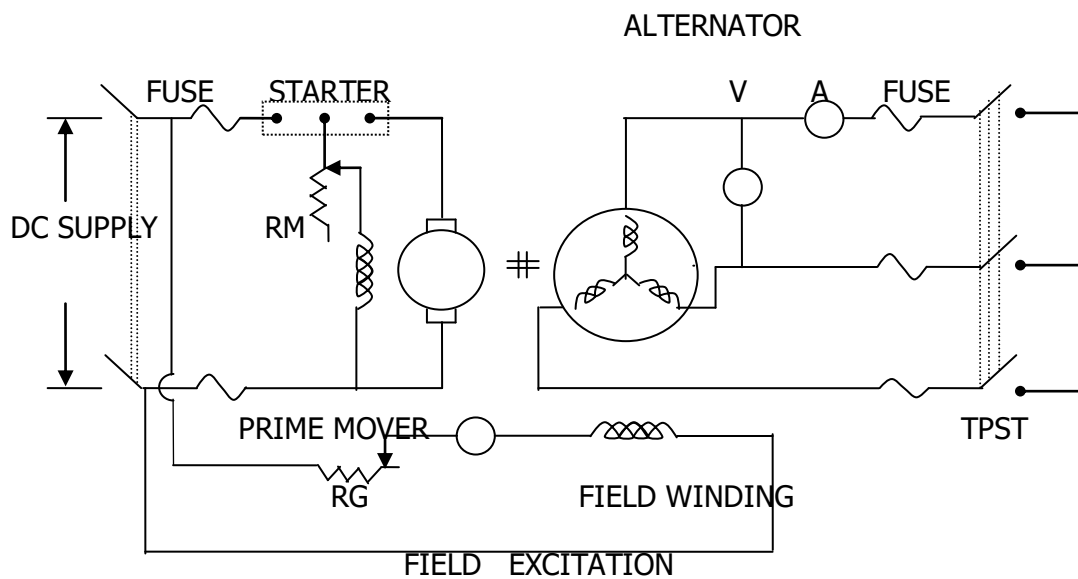 ALTERNATOR
FUSE STARTER V A FUSE
DC SUPPLY RM
PRIME MOVER TPST
RG FIELD WINDING
FIELD EXCITATION